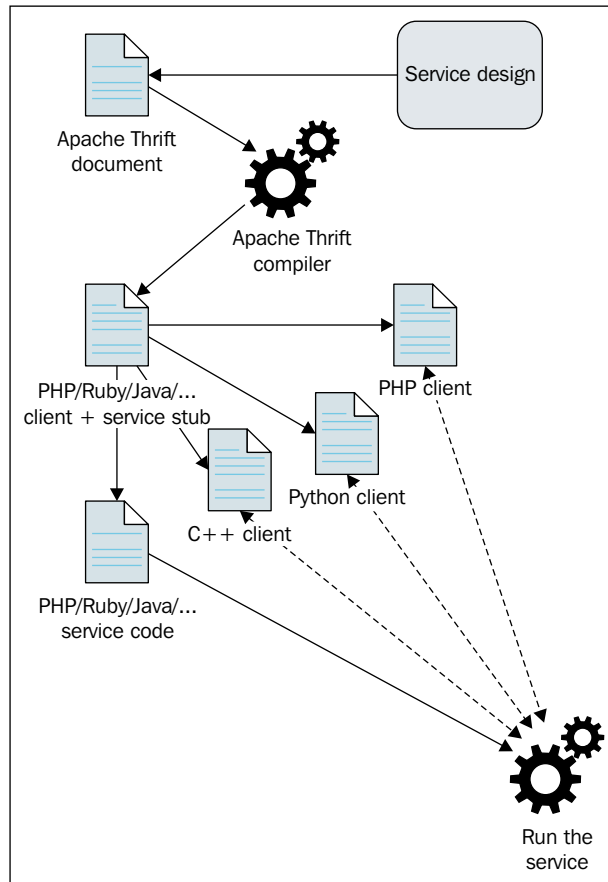 Service design
Apache Thrift
document
Apache Thrift
compiler
PHP/Ruby/Java/...
client + service stub
PHP client
Python client
C++ client
PHP/Ruby/Java/...
service code
Run the
service